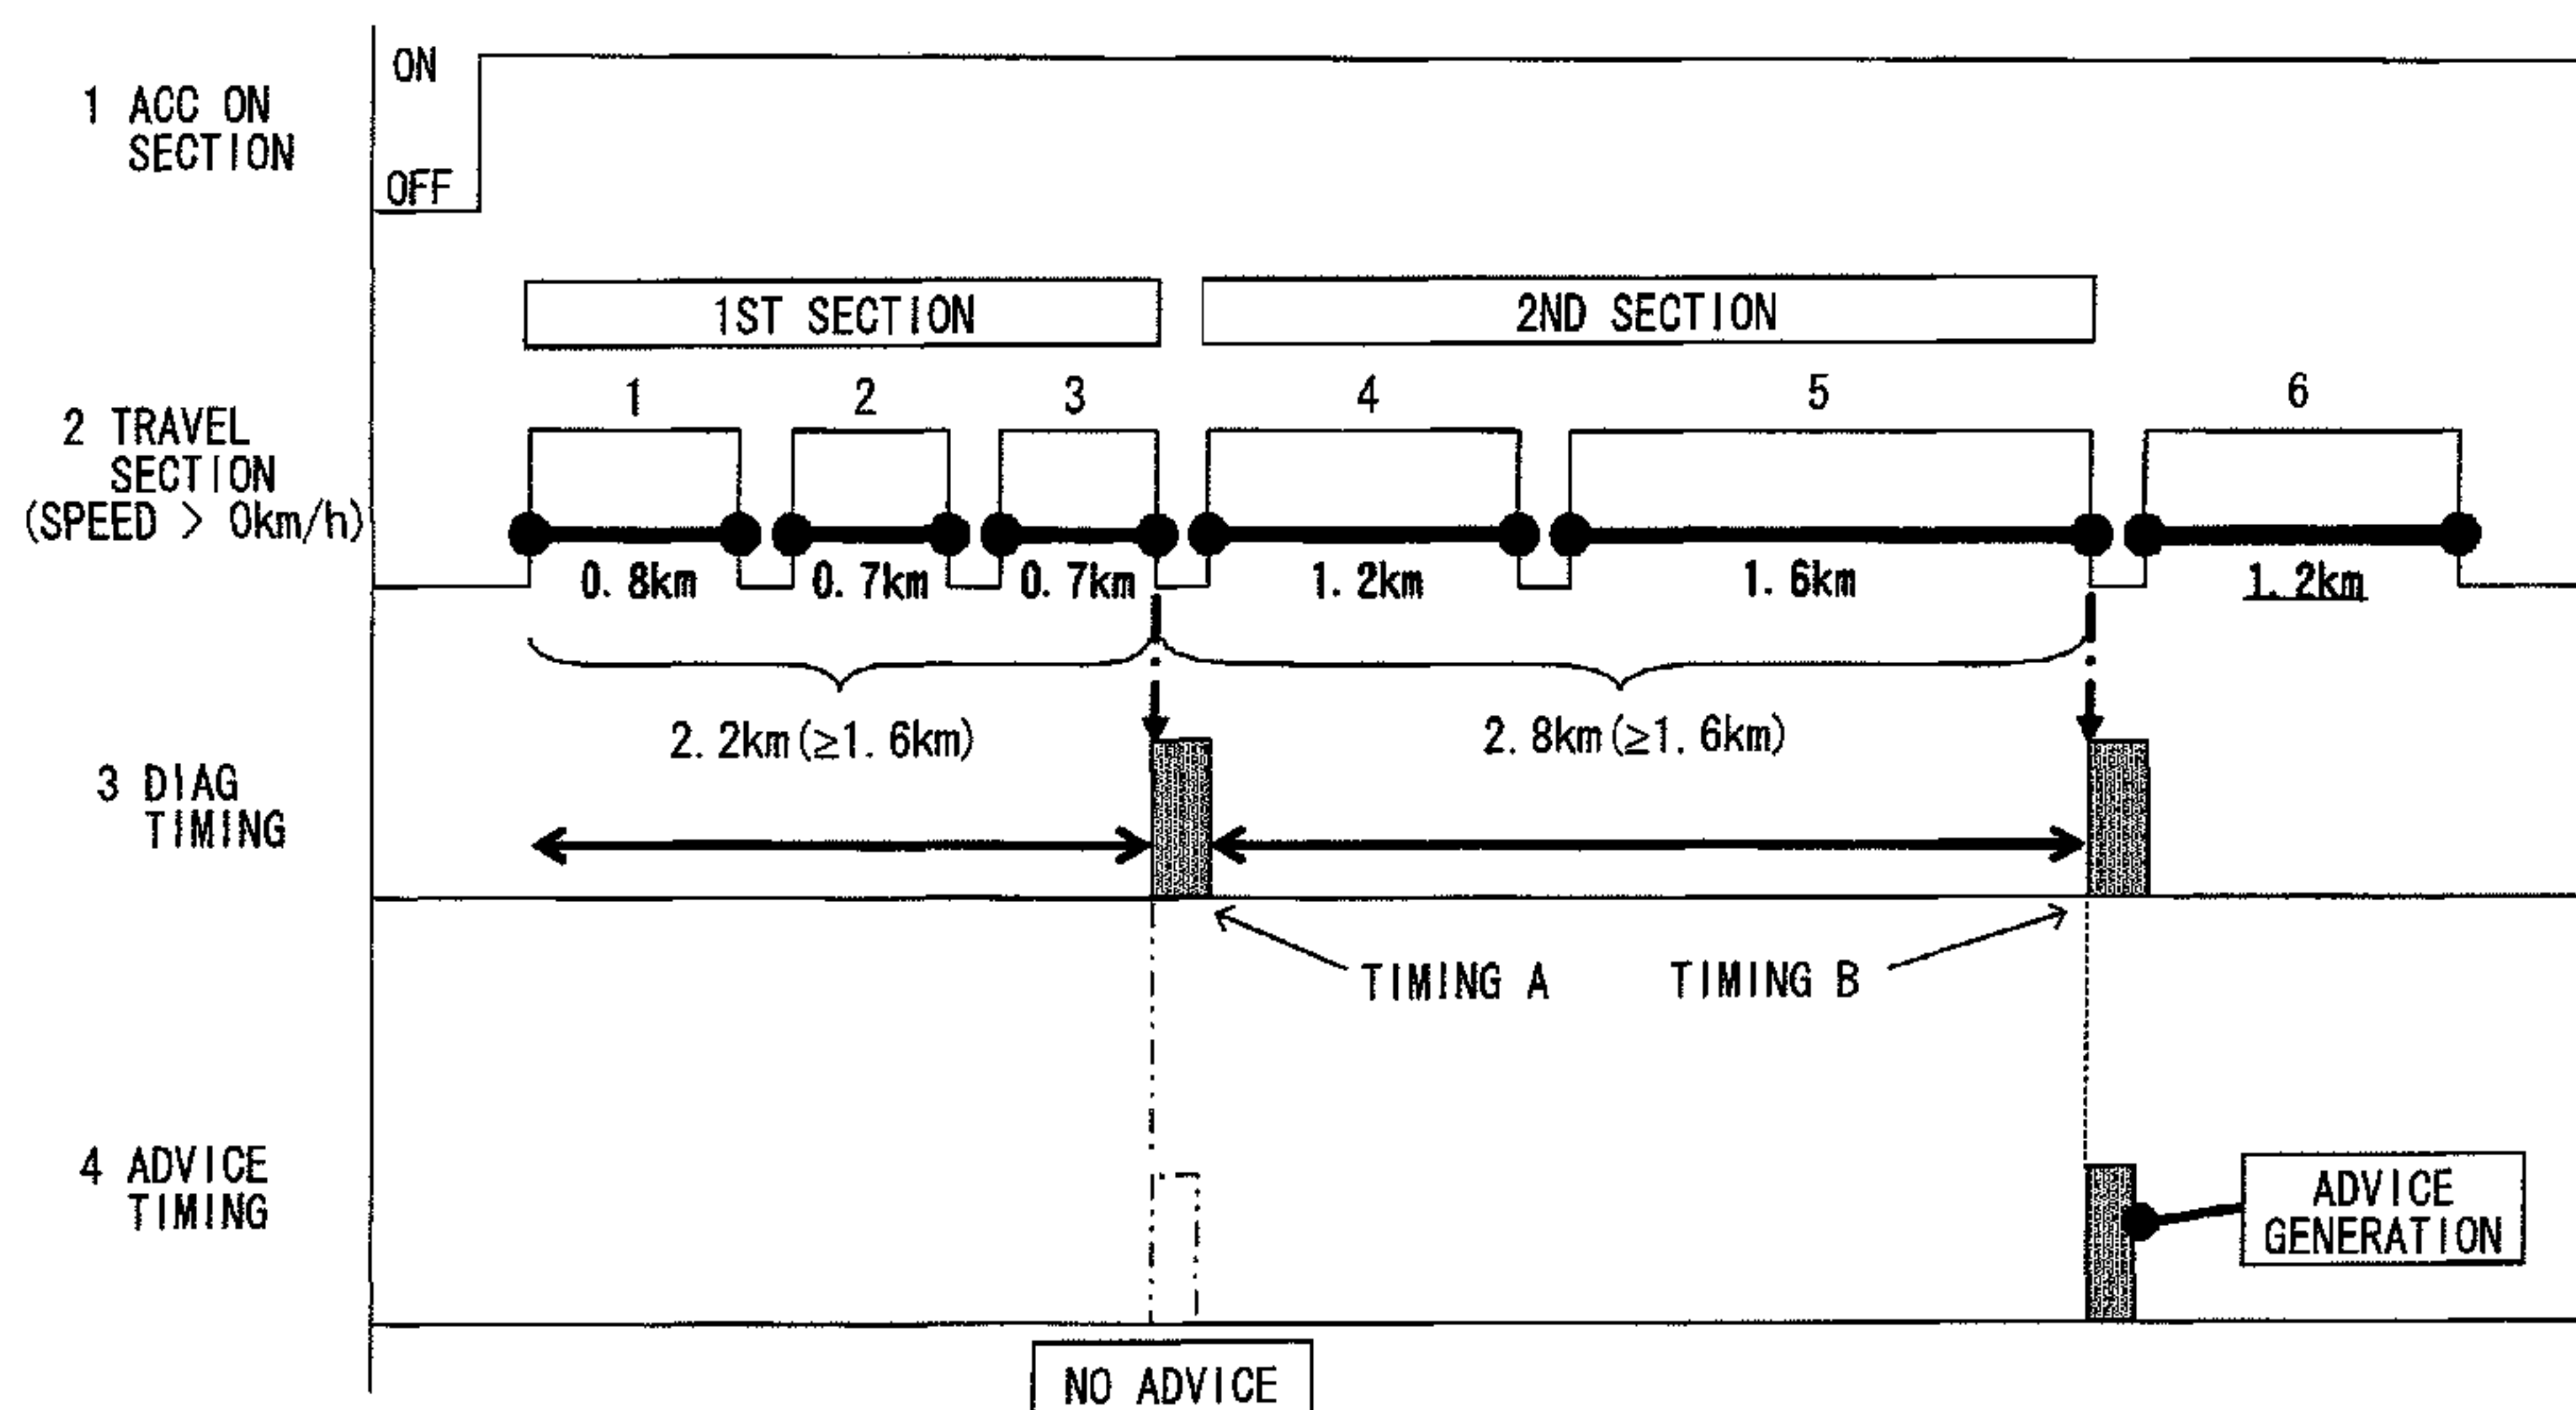 ON
1 ACC ON
SECTION
OFF
1ST SECTION
2ND SECTION
1
2
3
4
5
6
2 TRAVEL
SECTION
(SPEED > 0km/h)
0. 8km
0. 7km
0. 7km
1. 2km
1. 6km
1. 2km
2. 2km(≥1. 6km)
2. 8km(≥1. 6km)
3 DIAG
TIMING
TIMING A
TIMING B
4 ADVICE
TIMING
ADVICE
GENERATION
NO ADVICE